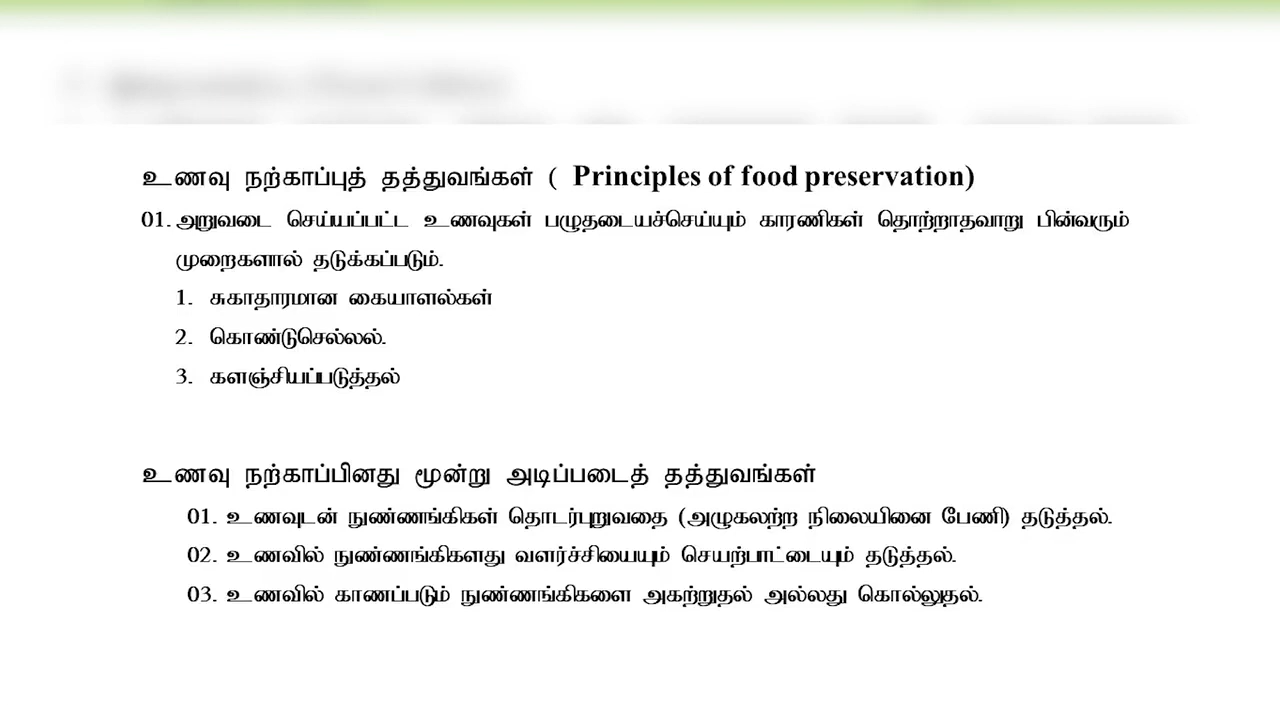 உணவு நற்காப்புத் தத்துவங்கள் ( Principles of food preservation)
01. அறுவடை செய்யப்பட்ட உணவுகள் பழுதடையச்செய்யும் காரணிகள் தொற்றாதவாறு பின்வரும்
முறைகளால் தடுக்கப்படும்.
1. சுகாதாரமான கையாளல்கள்
2. கொண்டுசெல்லல்.
3. களஞ்சியப்படுத்தல்
உணவு நற்காப்பினது மூன்று அடிப்படைத் தத்துவங்கள்
01. உணவுடன் நுண்ணங்கிகள் தொடர்புறுவதை (அழுகலற்ற நிலையினை பேணி) தடுத்தல்.
02. உணவில் நுண்ணங்கிகளது வளர்ச்சியையும் செயற்பாட்டையும் தடுத்தல்.
03. உணவில் காணப்படும் நுண்ணங்கிகளை அகற்றுதல் அல்லது கொல்லுதல்.